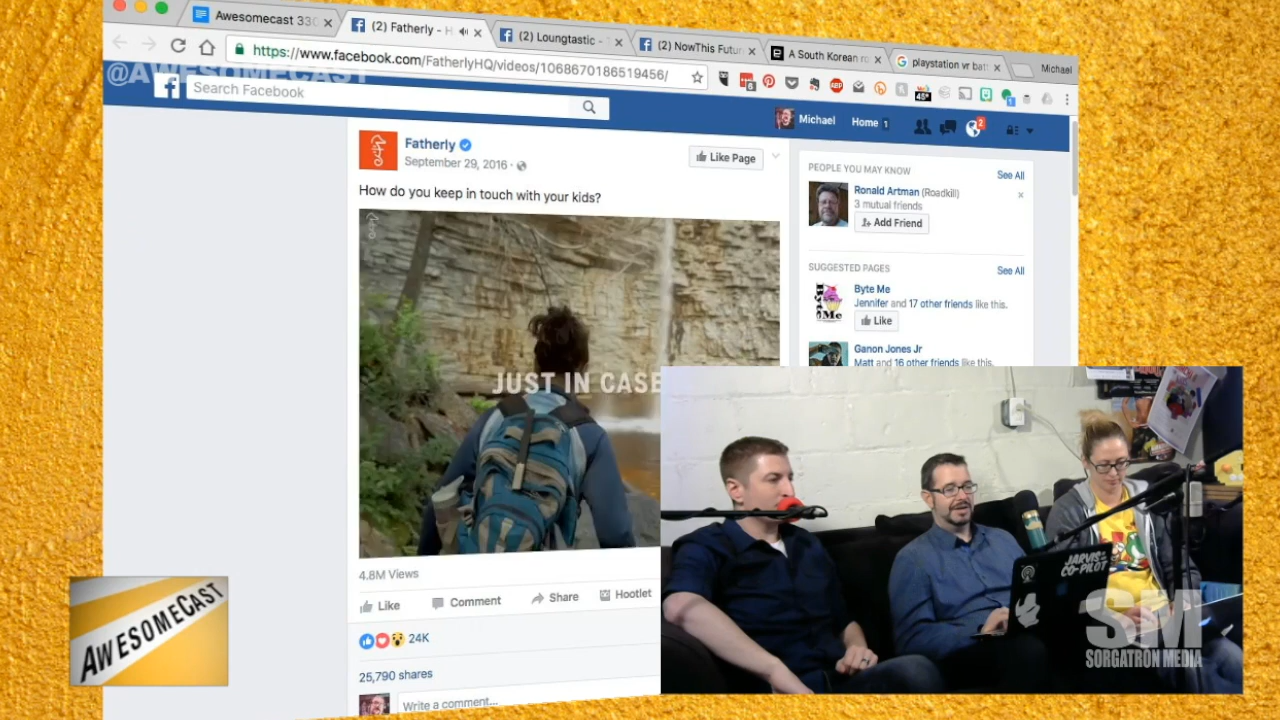 Awesomecast 330
(2) Fatherly - H
(2) Loungtastic -
(2) NowThis Futur
A South Korean ro
playstation vr batt
Michael
https://www.facebook.com/FatherlyHQ/videos/1068670186519456/
@AWESOMECAST
Search Facebook
Michael
Home 1
2
Fatherly
September 29, 2016
Like Page
How do you keep in touch with your kids?
JUST IN CASE
4.8M Views
Like
Comment
Share
Hootlet
24K
25,790 shares
Write a comment...
PEOPLE YOU MAY KNOW
See All
Ronald Artman (Roadkill)
3 mutual friends
Add Friend
SUGGESTED PAGES
See All
Byte Me
Jennifer and 17 other friends like this.
Like
Ganon Jones Jr
Matt and 16 other friends like this.
AWESOMECAST
JARVIS IS MY
CO-PILOT
SM
SORGATRON MEDIA